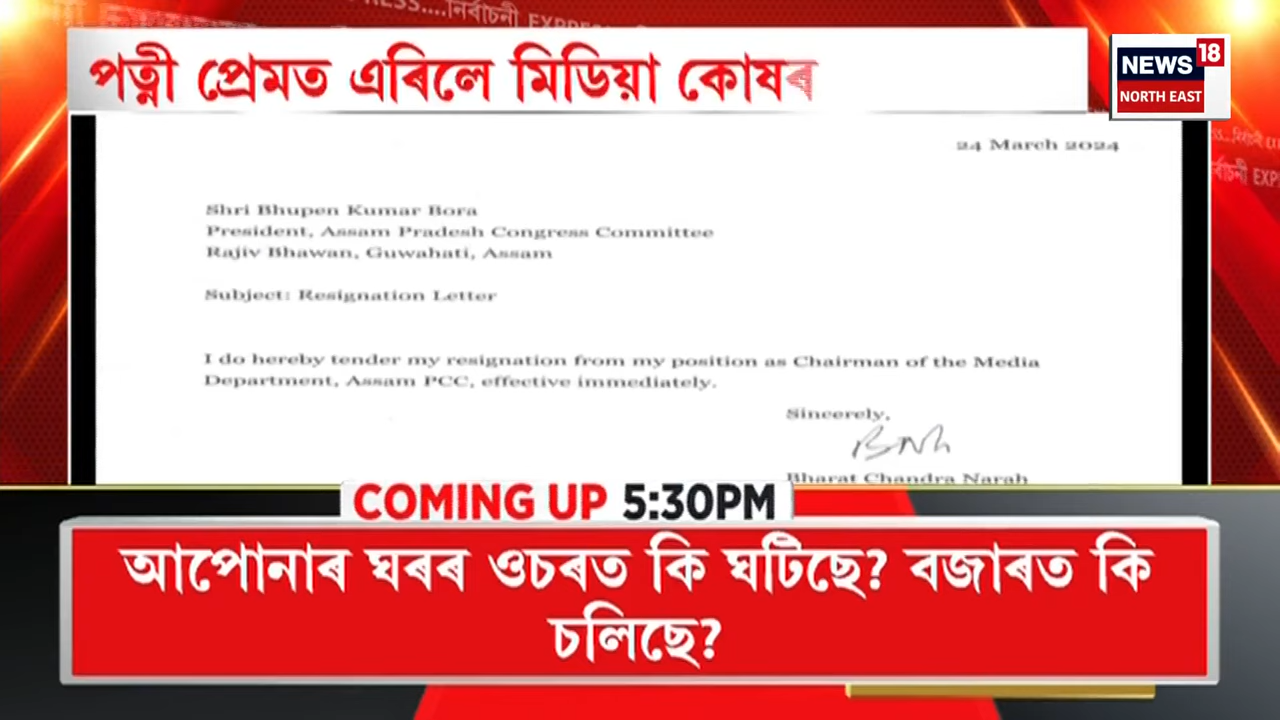 পত্নী প্ৰেমত এৰিলে মিডিয়া কোষৰ
NEWS 18
NORTH EAST
24 March 2024
Shri Bhupen Kumar Bora
President, Assam Pradesh Congress Committee
Rajiv Bhawan, Guwahati, Assam
Subject: Resignation Letter
I do hereby tender my resignation from my position as Chairman of the Media
Department, Assam PCC, effective immediately.
Sincerely,
Bharat Chandra Narah
COMING UP 5:30PM
আপোনাৰ ঘৰৰ ওচৰত কি ঘটিছে? বজাৰত কি
চলিছে?